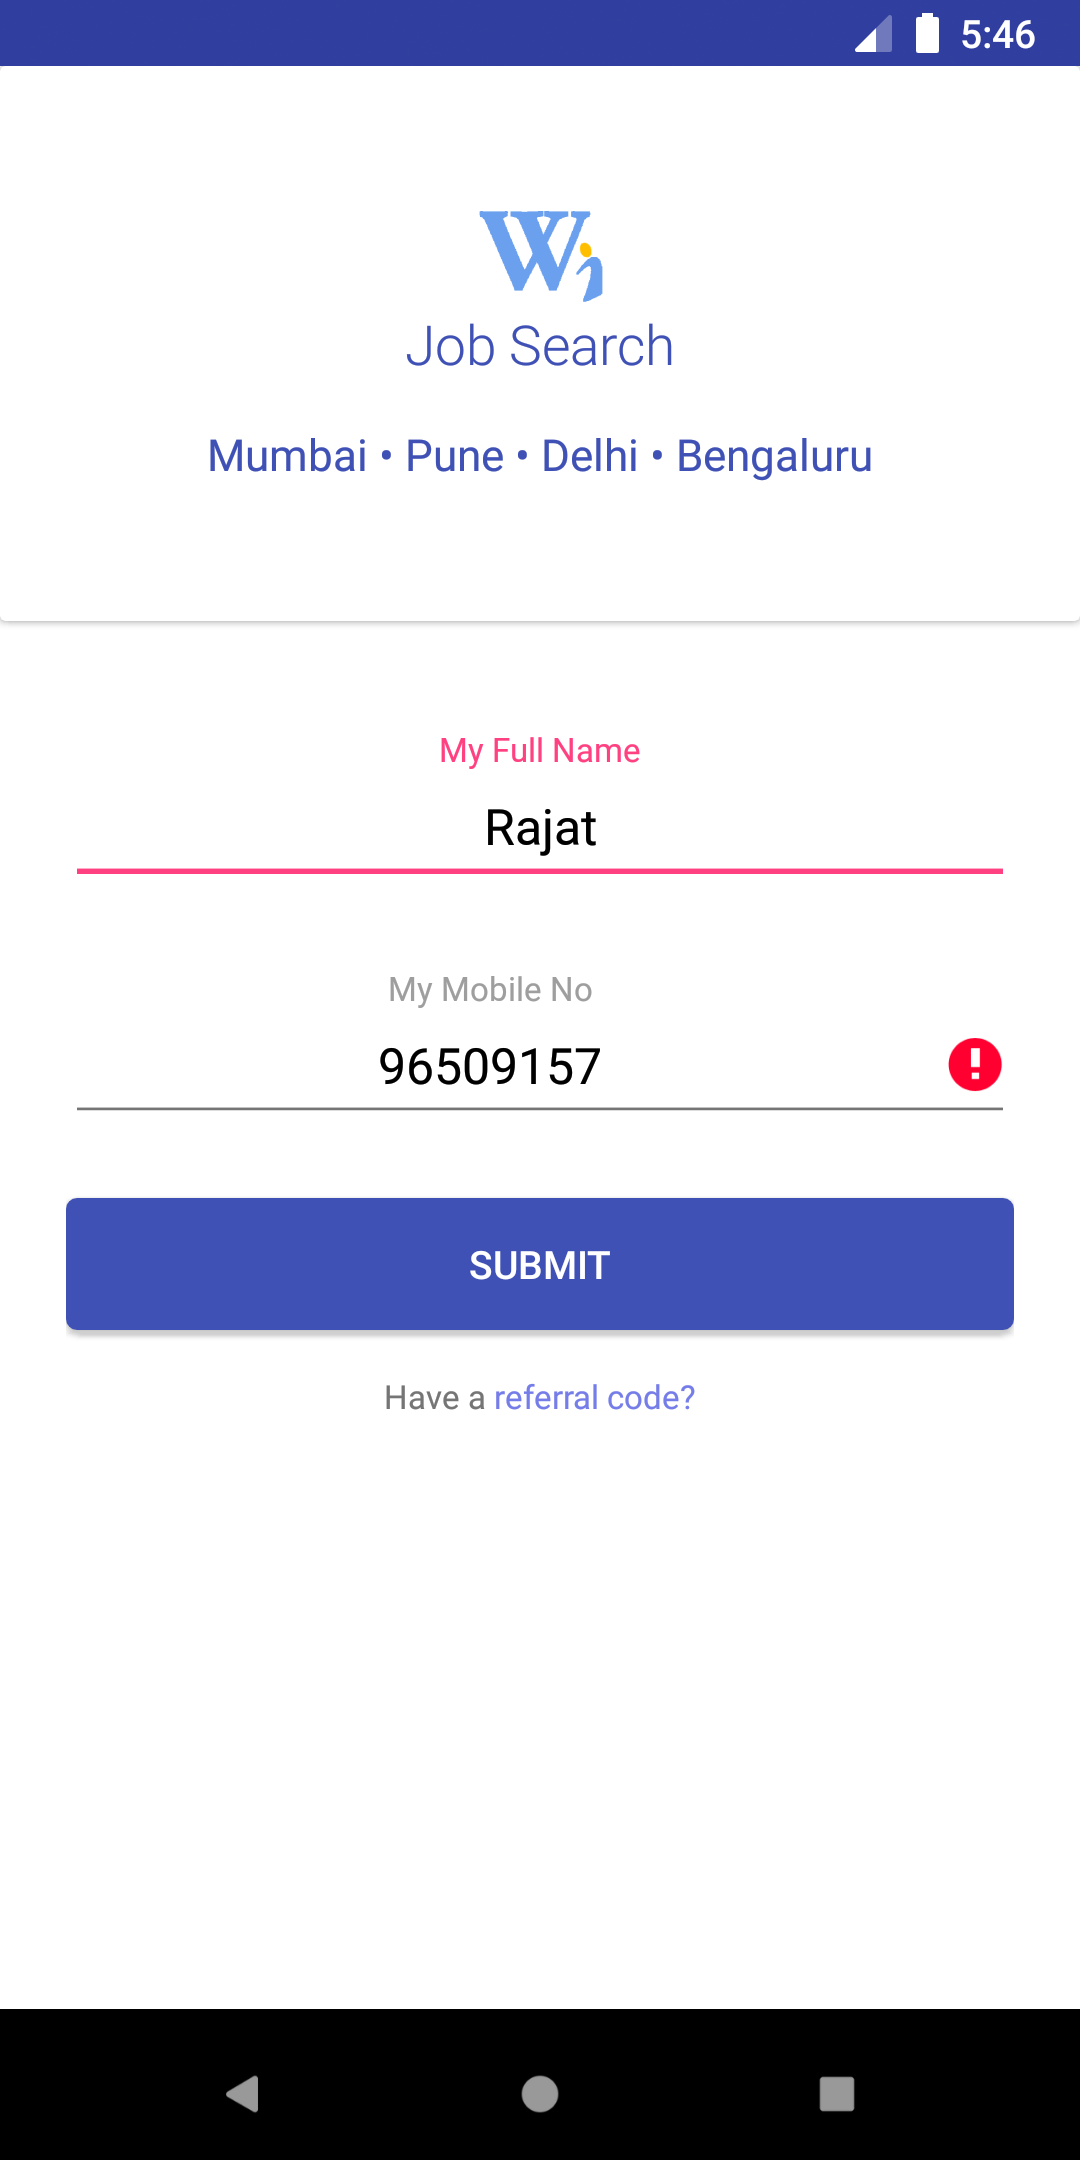 5:46
Wi
Job Search
Mumbai • Pune • Delhi • Bengaluru
My Full Name
Rajat
My Mobile No
96509157
SUBMIT
Have a referral code?